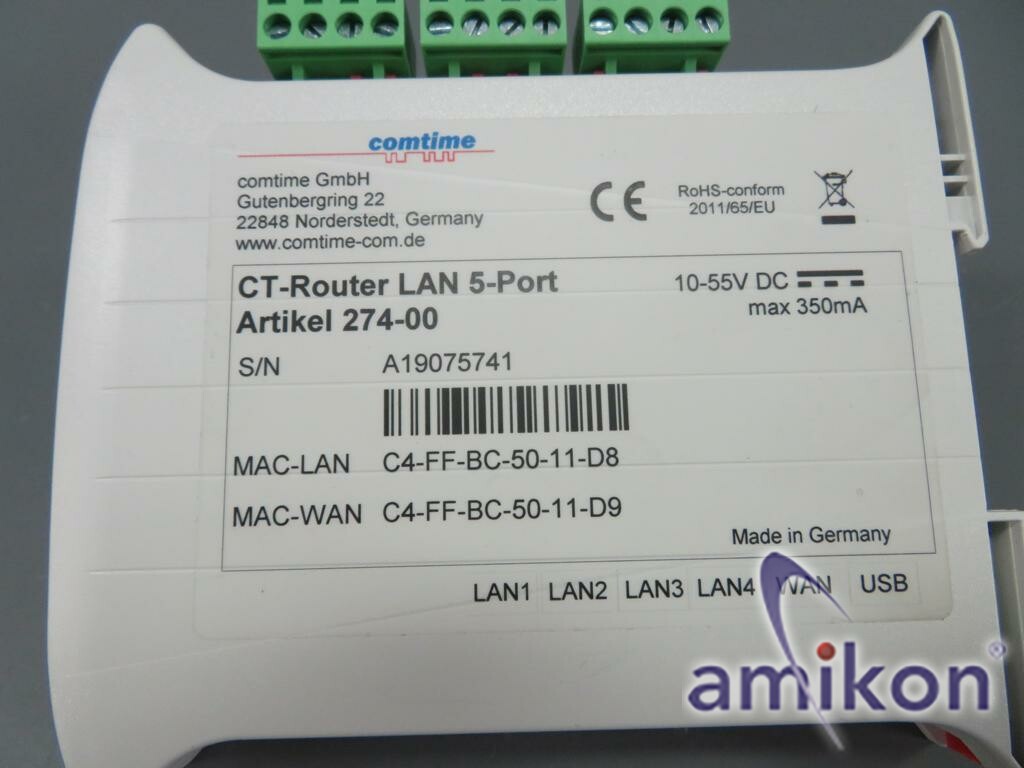 comtime
comtime GmbH
Gutenbergring 22
22848 Norderstedt, Germany
www.comtime-com.de
CE
RoHS-conform
2011/65/EU
CT-Router LAN 5-Port
Artikel 274-00
10-55V DC
max 350mA
S/N A19075741
MAC-LAN C4-FF-BC-50-11-D8
MAC-WAN C4-FF-BC-50-11-D9
Made in Germany
LAN1 LAN2 LAN3 LAN4 WAN USB
amikon®